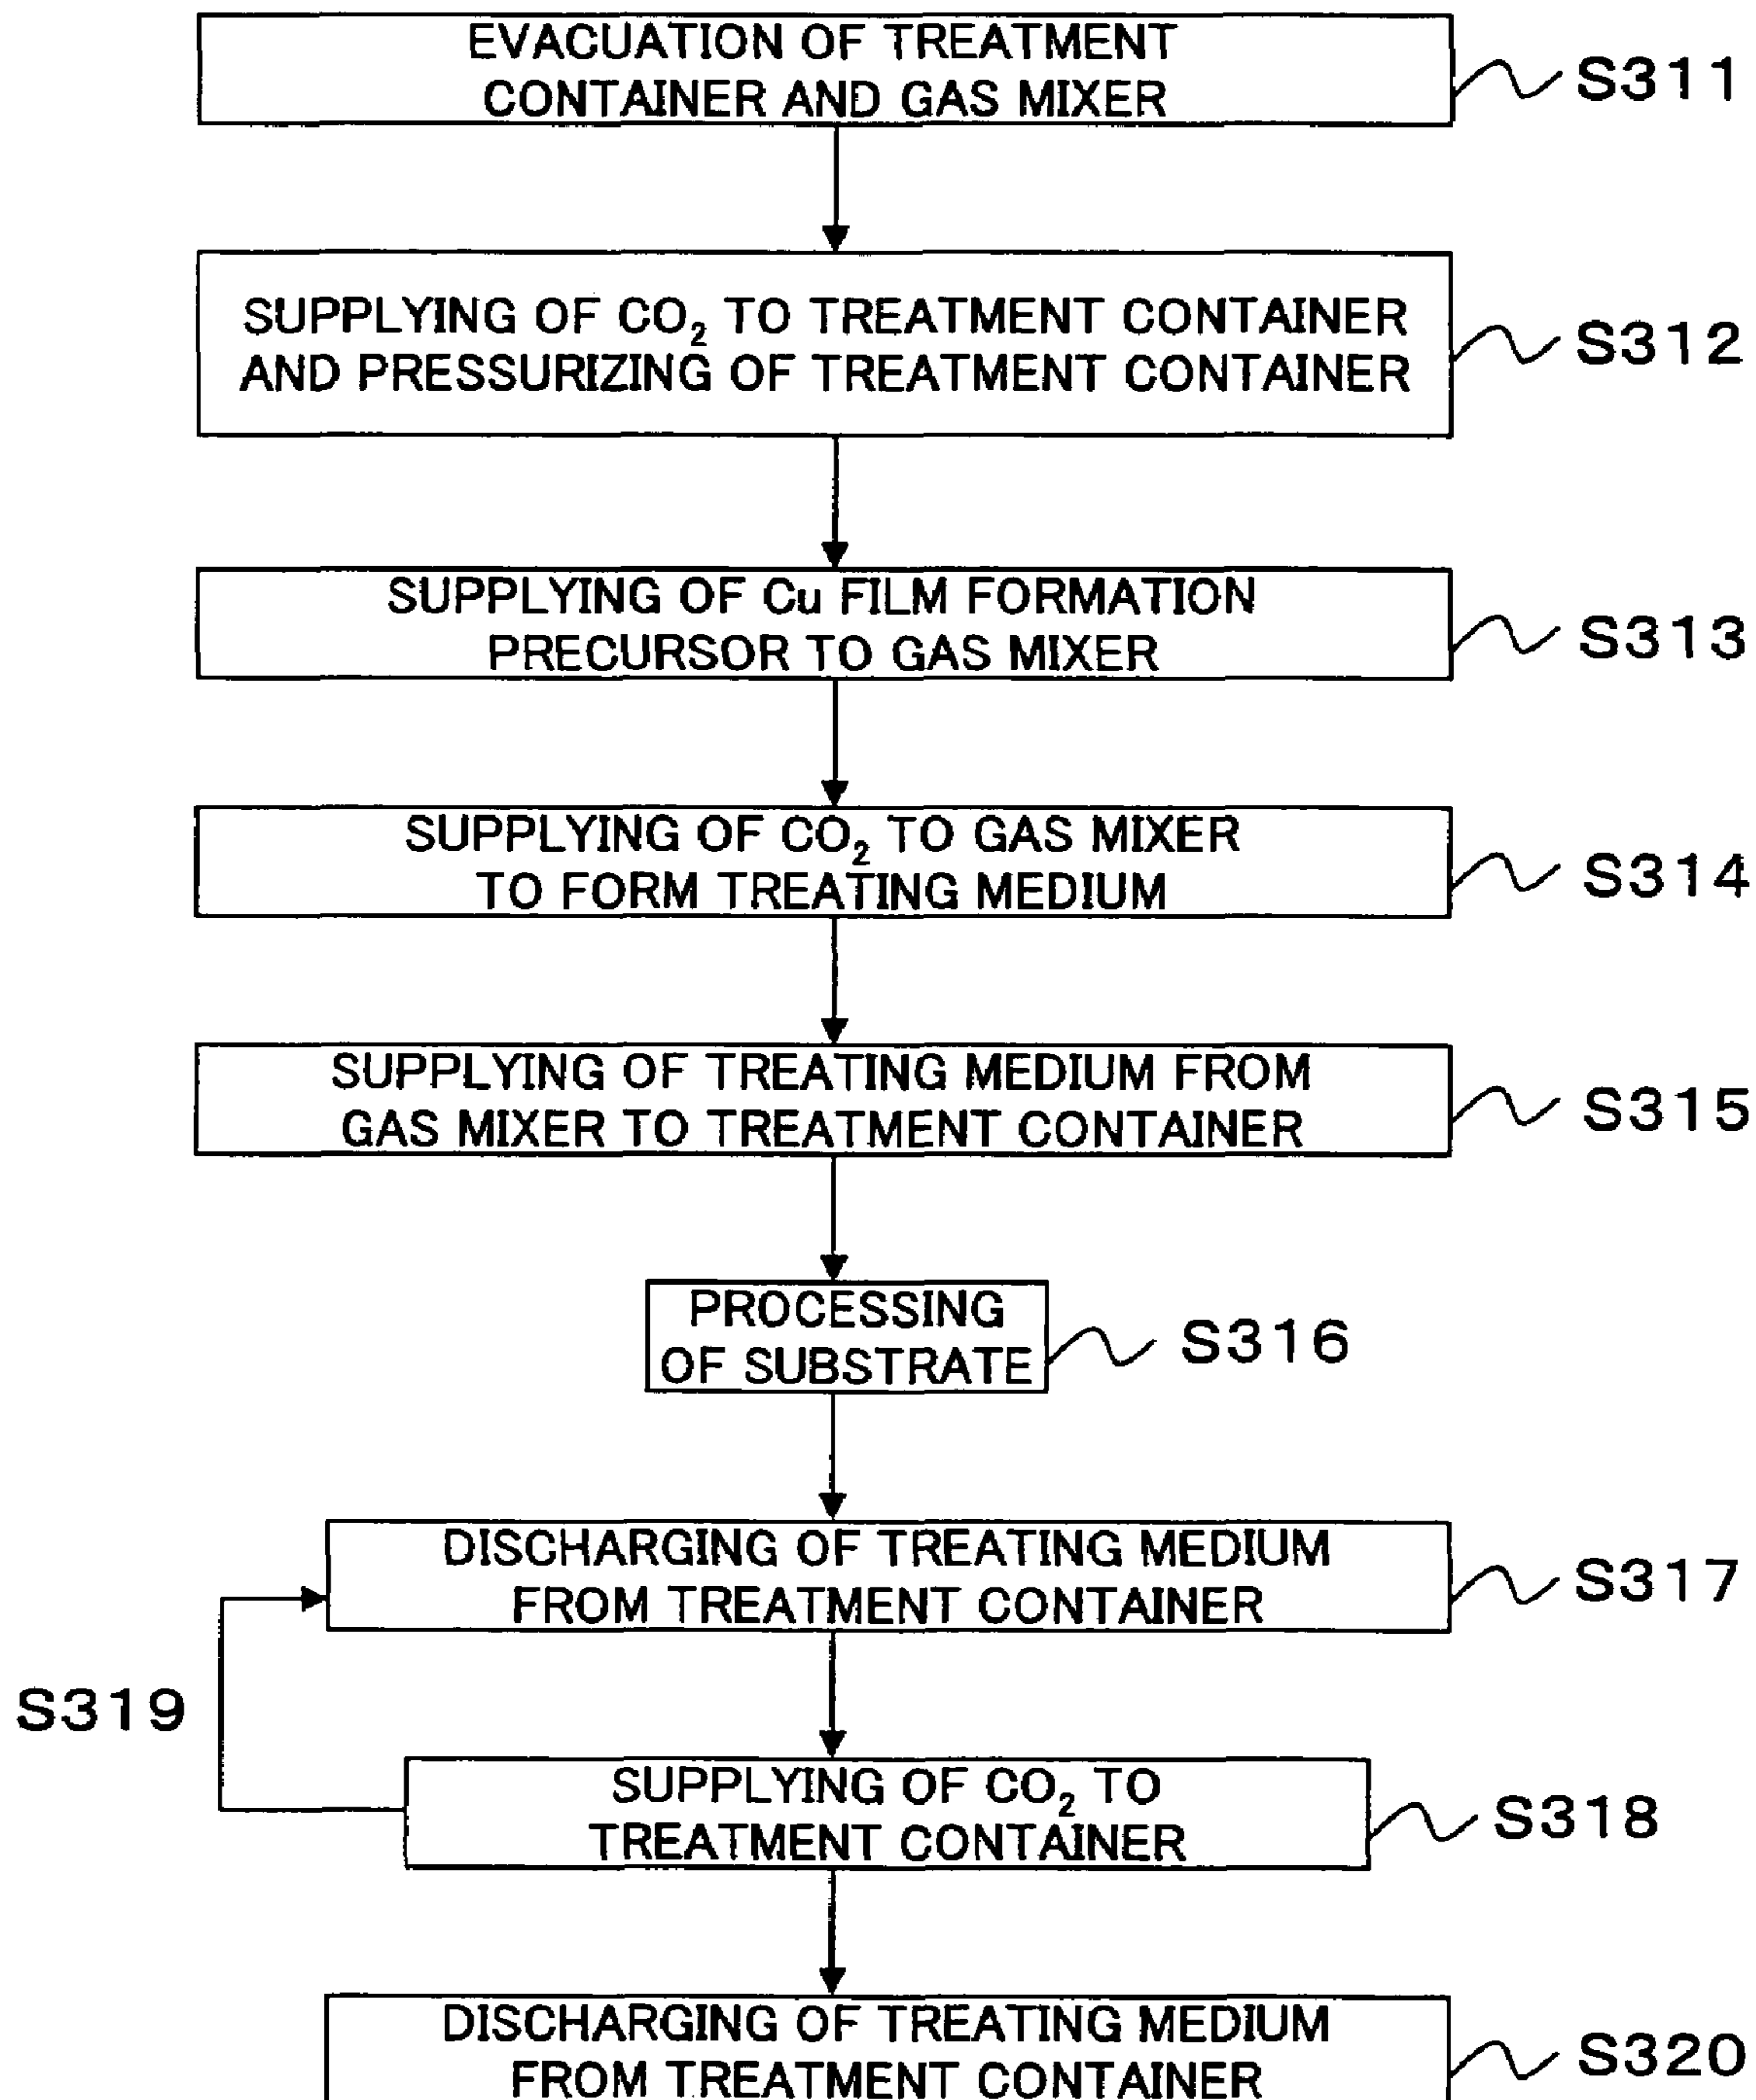 EVACUATION OF TREATMENT
CONTAINER AND GAS MIXER
S311
SUPPLYING OF CO₂ TO TREATMENT CONTAINER
AND PRESSURIZING OF TREATMENT CONTAINER
S312
SUPPLYING OF Cu FILM FORMATION
PRECURSOR TO GAS MIXER
S313
SUPPLYING OF CO₂ TO GAS MIXER
TO FORM TREATING MEDIUM
S314
SUPPLYING OF TREATING MEDIUM FROM
GAS MIXER TO TREATMENT CONTAINER
S315
PROCESSING
OF SUBSTRATE
S316
DISCHARGING OF TREATING MEDIUM
FROM TREATMENT CONTAINER
S317
S319
SUPPLYING OF CO₂ TO
TREATMENT CONTAINER
S318
DISCHARGING OF TREATING MEDIUM
FROM TREATMENT CONTAINER
S320